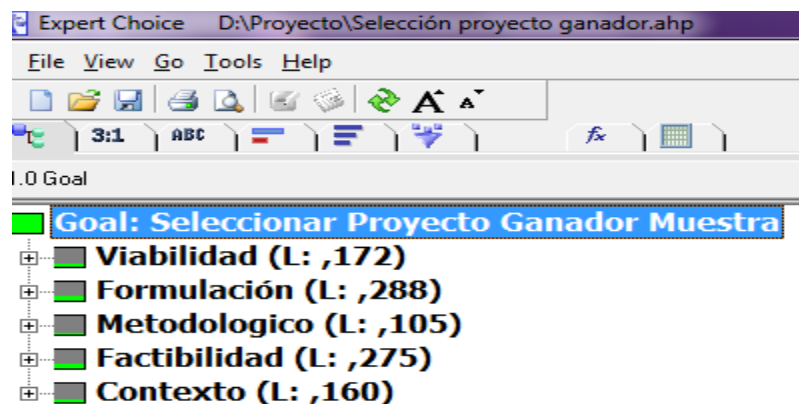 Expert Choice D:\Proyecto\Selección proyecto ganador.ahp
File View Go Tools Help
A A
3:1 ABC fx
1.0 Goal
Goal: Seleccionar Proyecto Ganador Muestra
Viabilidad (L: ,172)
Formulación (L: ,288)
Metodologico (L: ,105)
Factibilidad (L: ,275)
Contexto (L: ,160)